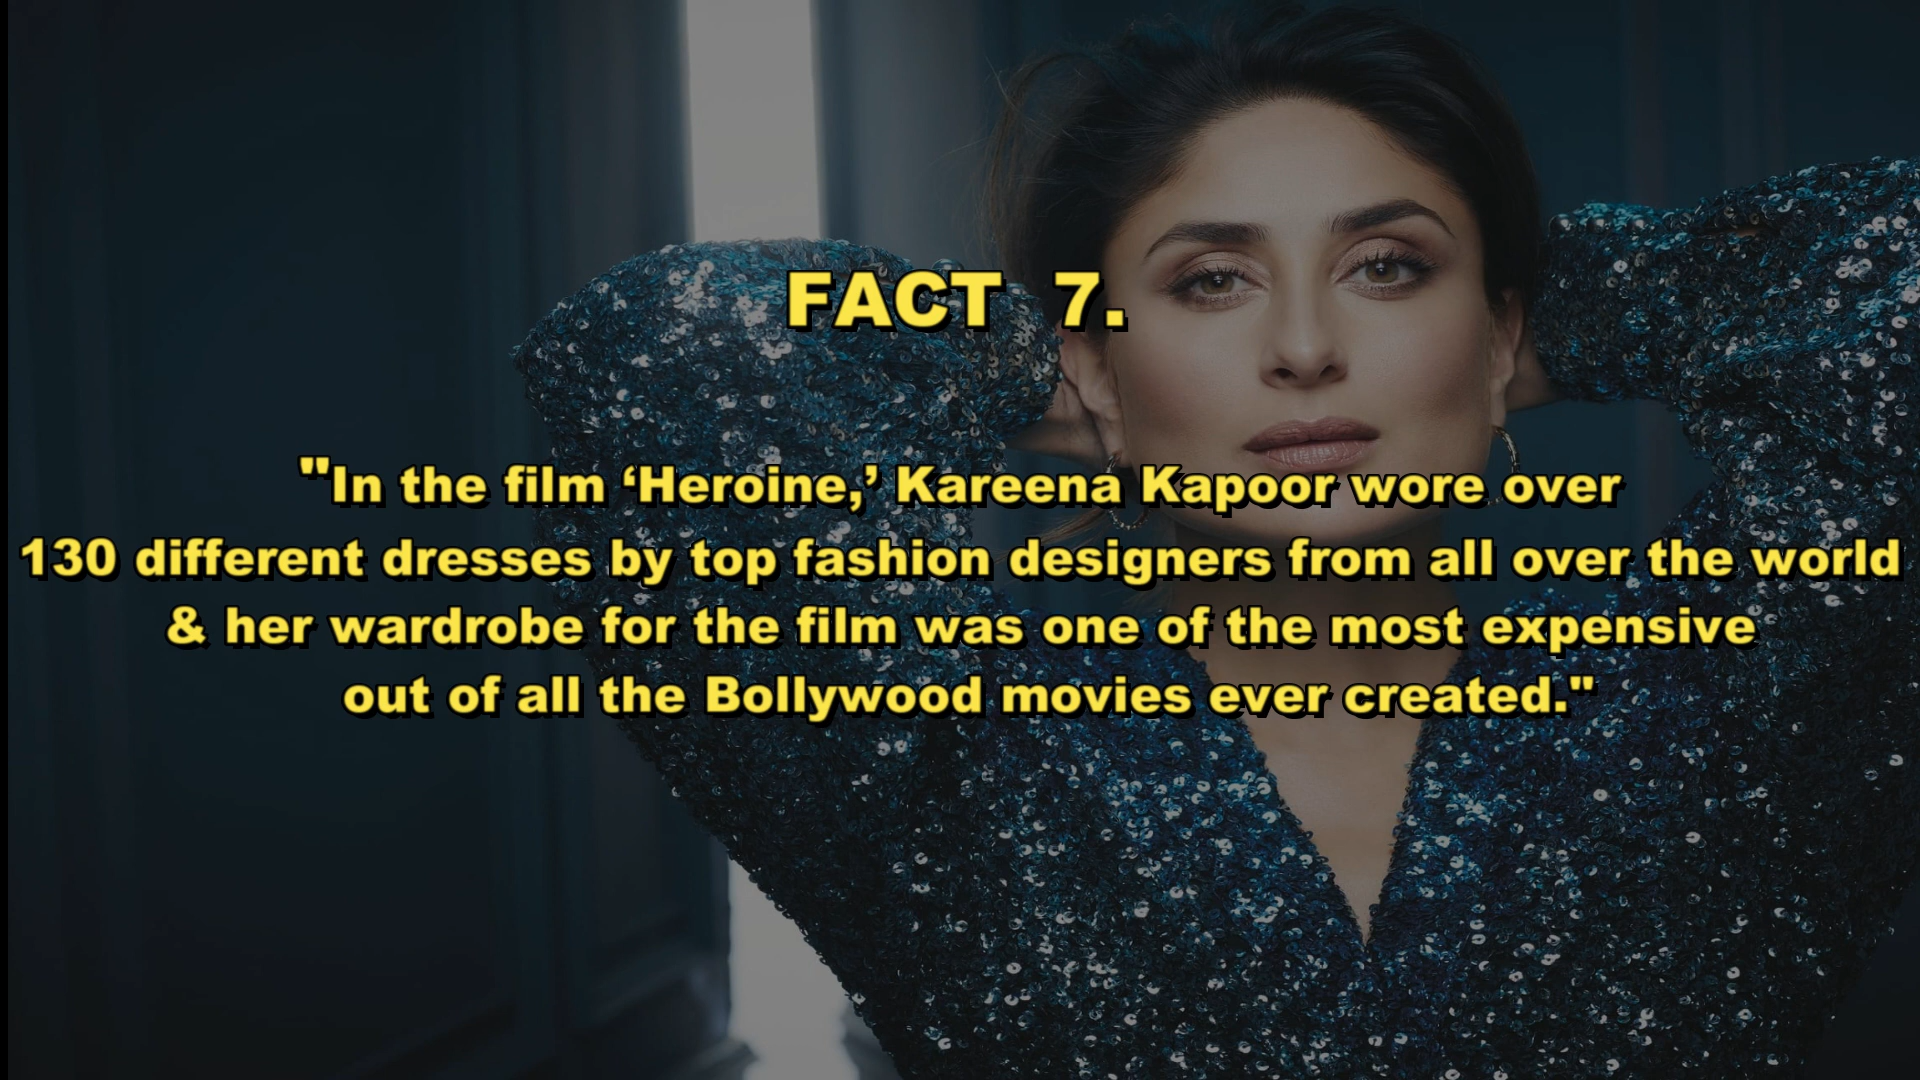 FACT 7.
"In the film ‘Heroine,’ Kareena Kapoor wore over
130 different dresses by top fashion designers from all over the world
& her wardrobe for the film was one of the most expensive
out of all the Bollywood movies ever created."